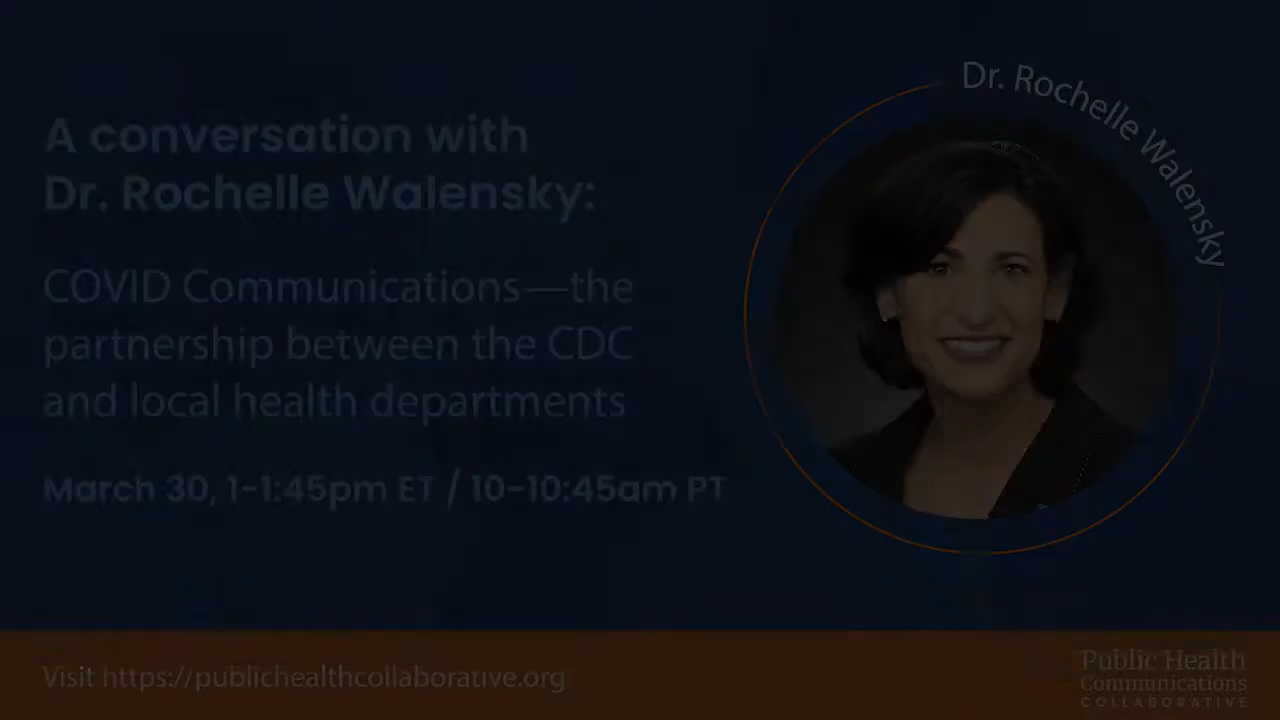 A conversation with
Dr. Rochelle Walensky:
COVID Communications—the
partnership between the CDC
and local health departments
March 30, 1-1:45pm ET / 10-10:45am PT
Dr. Rochelle Walensky
Visit https://publichealthcollaborative.org
Public Health
Communications
COLLABORATIVE